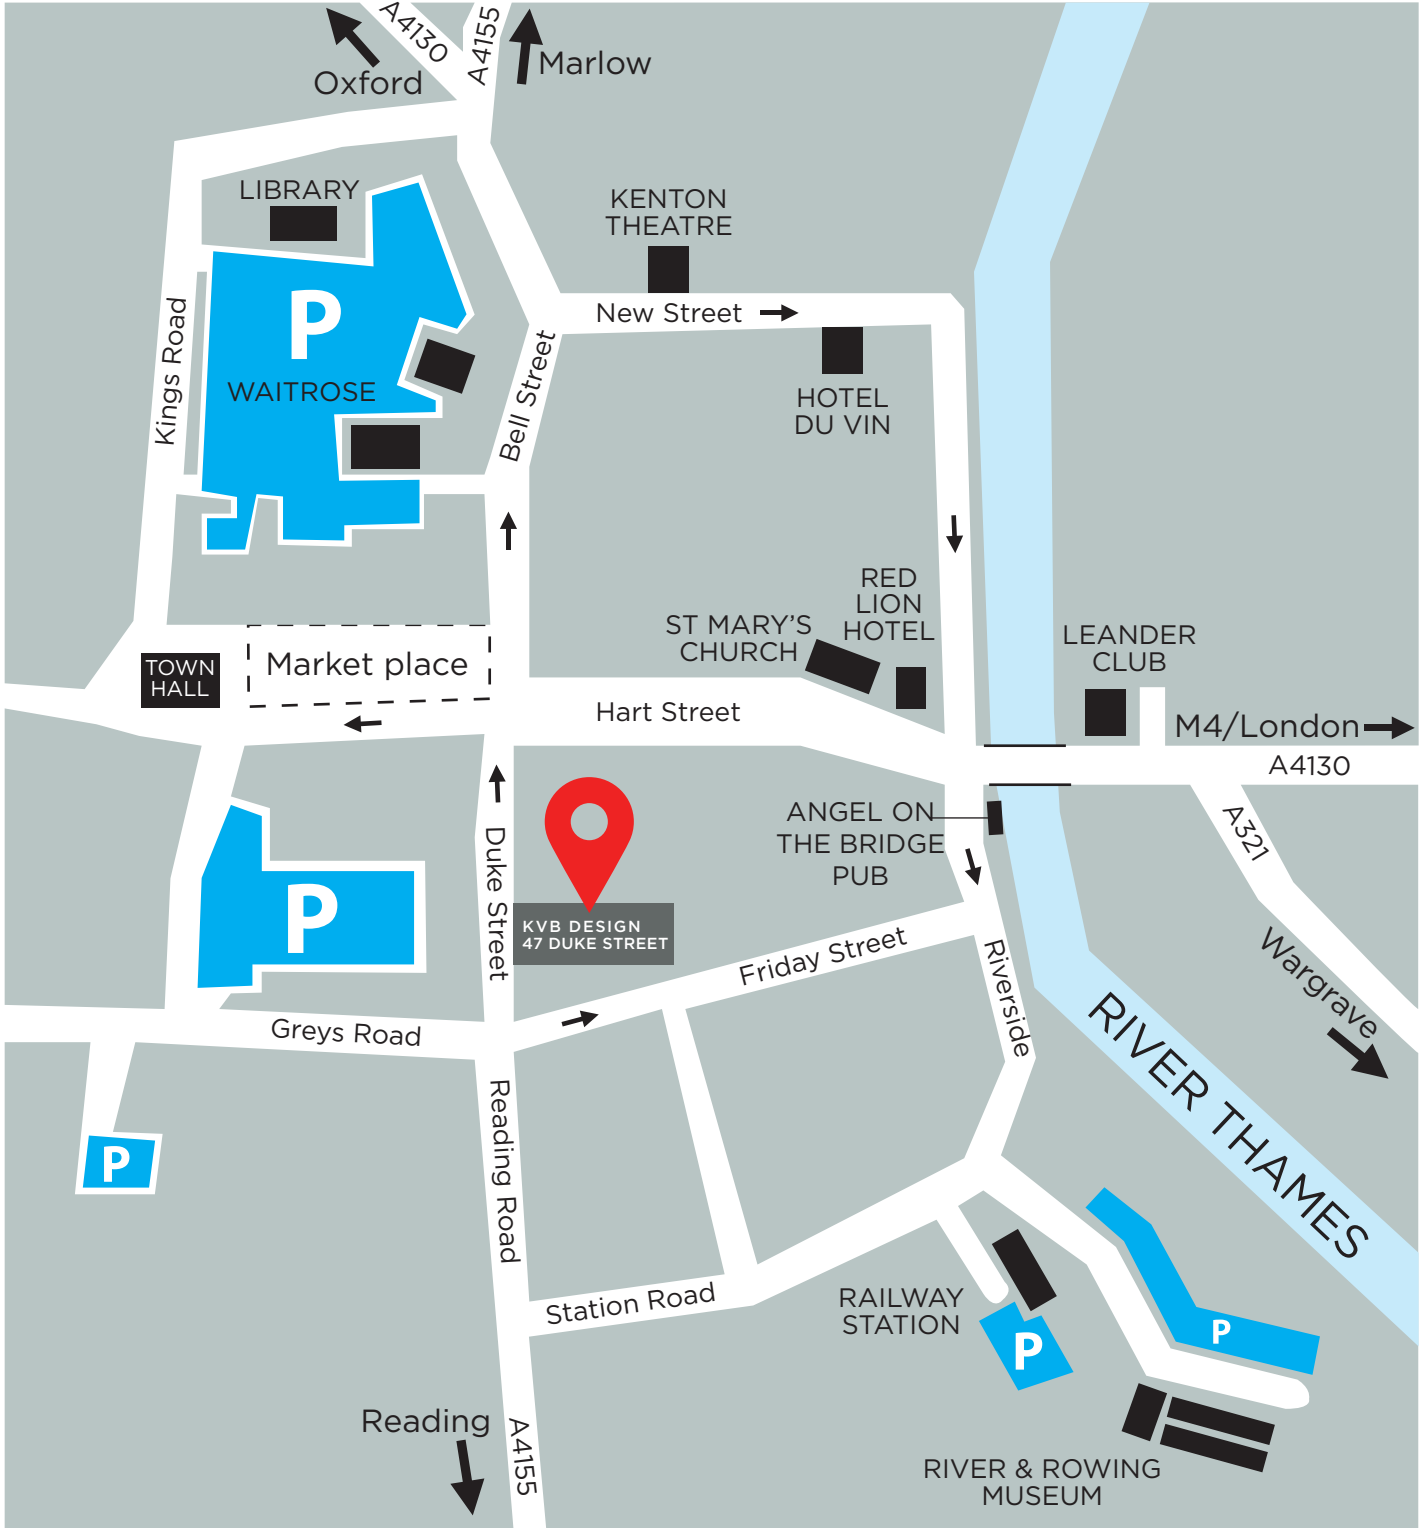 A4130
A4155
Oxford
Marlow
LIBRARY
KENTON
THEATRE
P
New Street
Kings Road
WAITROSE
Bell Street
HOTEL
DU VIN
RED
LION
HOTEL
ST MARY'S
CHURCH
LEANDER
CLUB
TOWN
HALL
Market place
Hart Street
M4/London
A4130
ANGEL ON
THE BRIDGE
PUB
A321
Duke Street
P
KVB DESIGN
47 DUKE STREET
Friday Street
Riverside
Wargrave
Greys Road
RIVER THAMES
Reading Road
P
Station Road
RAILWAY
STATION
P
P
Reading
A4155
RIVER & ROWING
MUSEUM